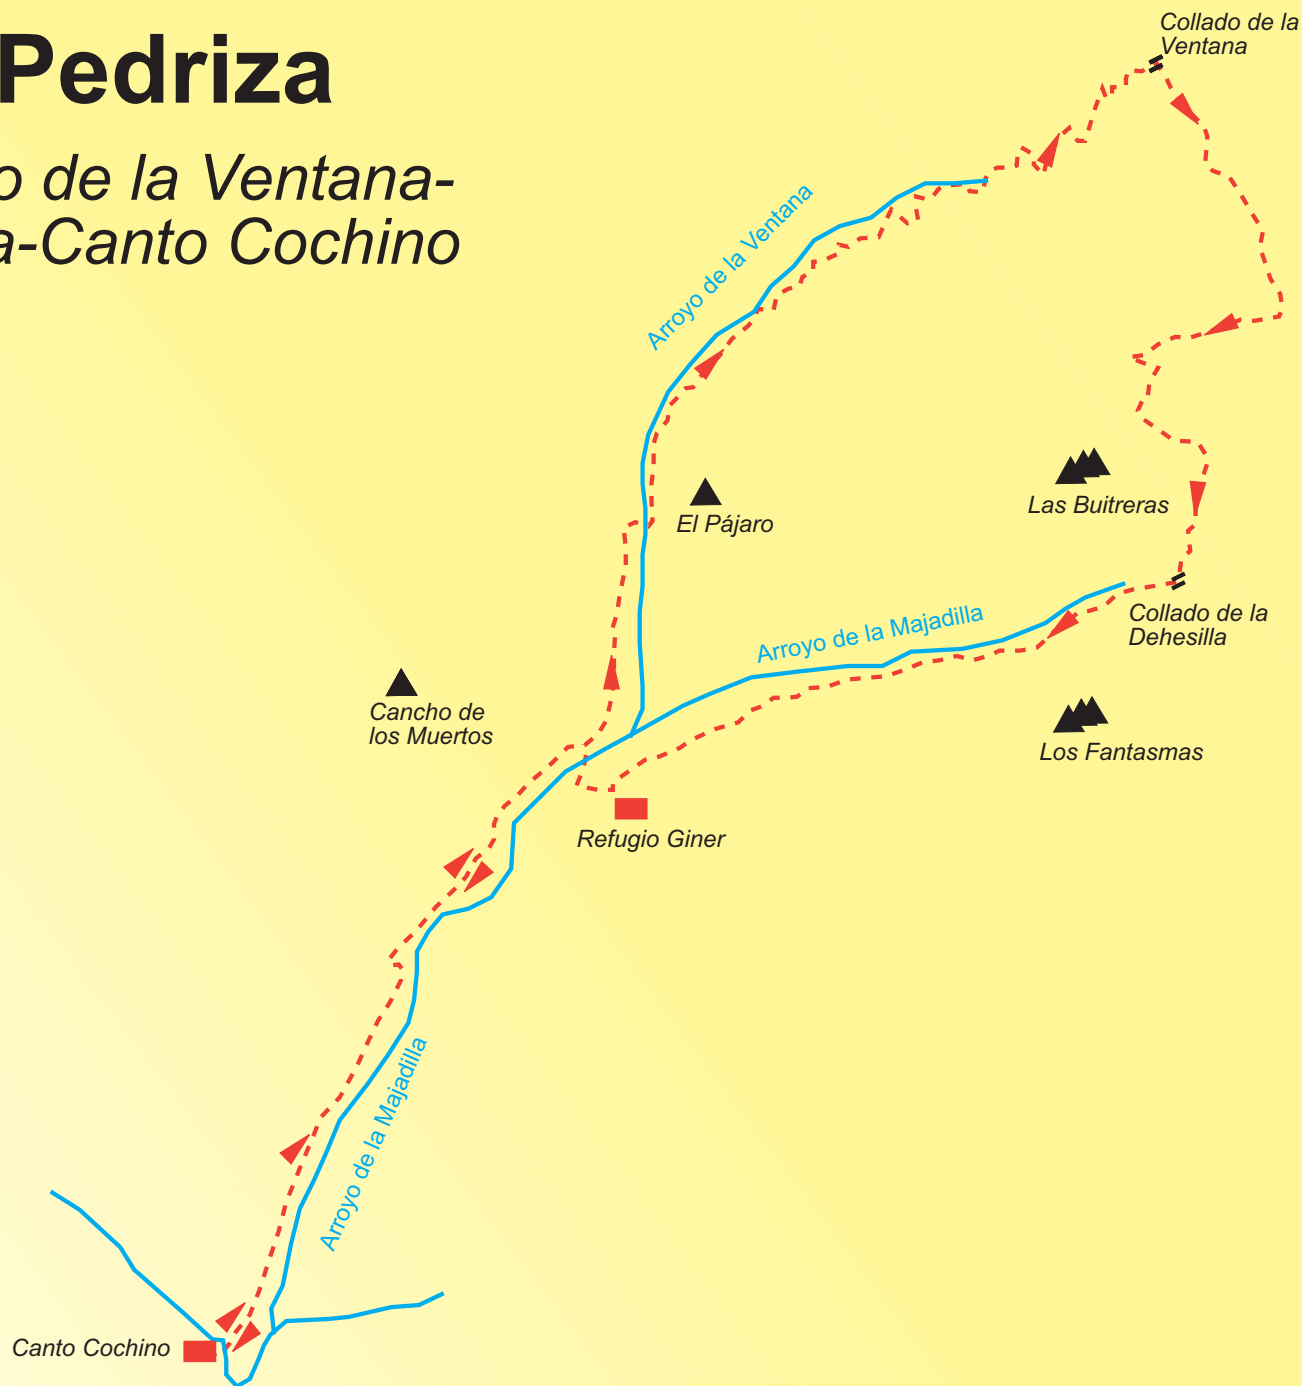 Pedriza
o de la Ventana-
a-Canto Cochino
Collado de la
Ventana
Arroyo de la Ventana
El Pájaro
Las Buitreras
Arroyo de la Majadilla
Collado de la
Dehesilla
Cancho de
los Muertos
Los Fantasmas
Refugio Giner
Arroyo de la Majadilla
Canto Cochino